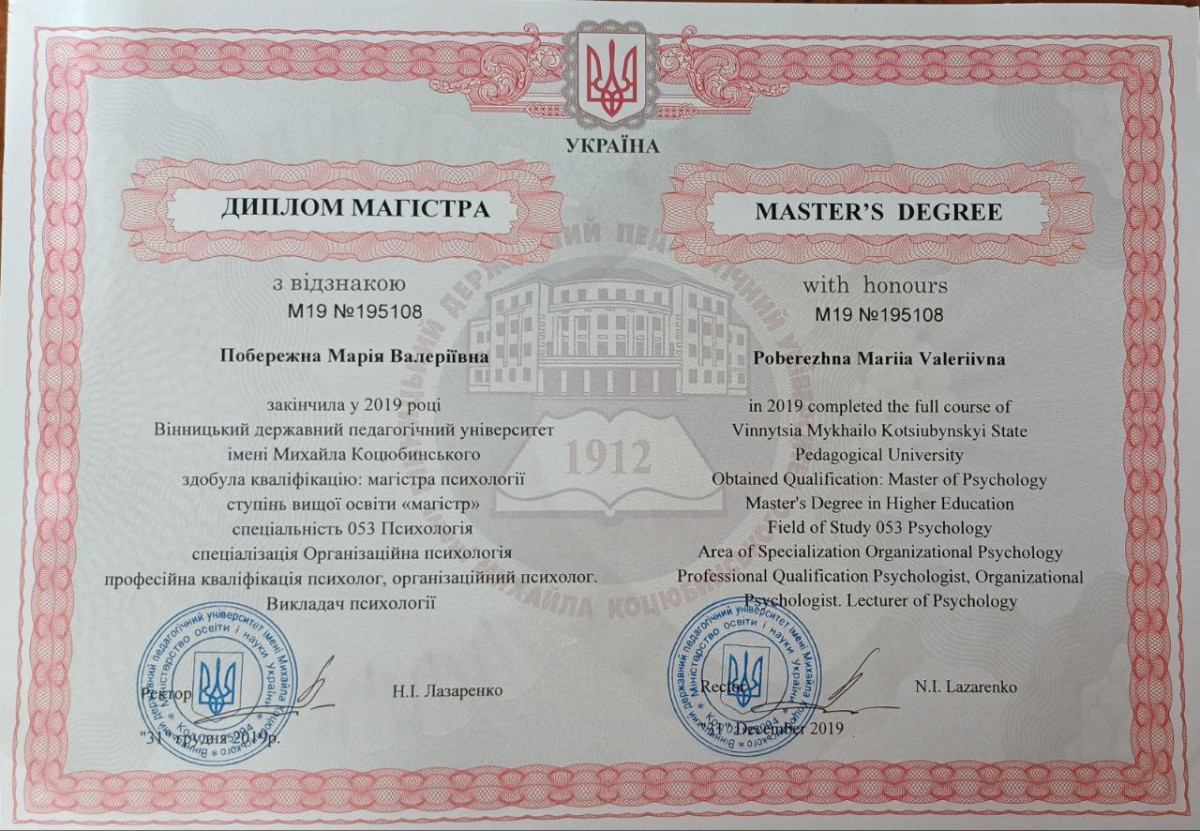 УКРАЇНА
ДИПЛОМ МАГІСТРА
з відзнакою
М19 №195108
Побережна Марія Валеріївна
закінчила у 2019 році
Вінницький державний педагогічний університет
імені Михайла Коцюбинського
здобула кваліфікацію: магістра психології
ступінь вищої освіти «магістр»
спеціальність 053 Психологія
спеціалізація Організаційна психологія
професійна кваліфікація психолог, організаційний психолог.
Викладач психології
Ректор
Н.І. Лазаренко
"31" грудня 2019р.
MASTER'S DEGREE
with honours
М19 №195108
Poberezhna Mariia Valeriivna
in 2019 completed the full course of
Vinnytsia Mykhailo Kotsiubynskyi State
Pedagogical University
Obtained Qualification: Master of Psychology
Master's Degree in Higher Education
Field of Study 053 Psychology
Area of Specialization Organizational Psychology
Professional Qualification Psychologist, Organizational
Psychologist. Lecturer of Psychology
Rector
N.I. Lazarenko
"31" December 2019
1912